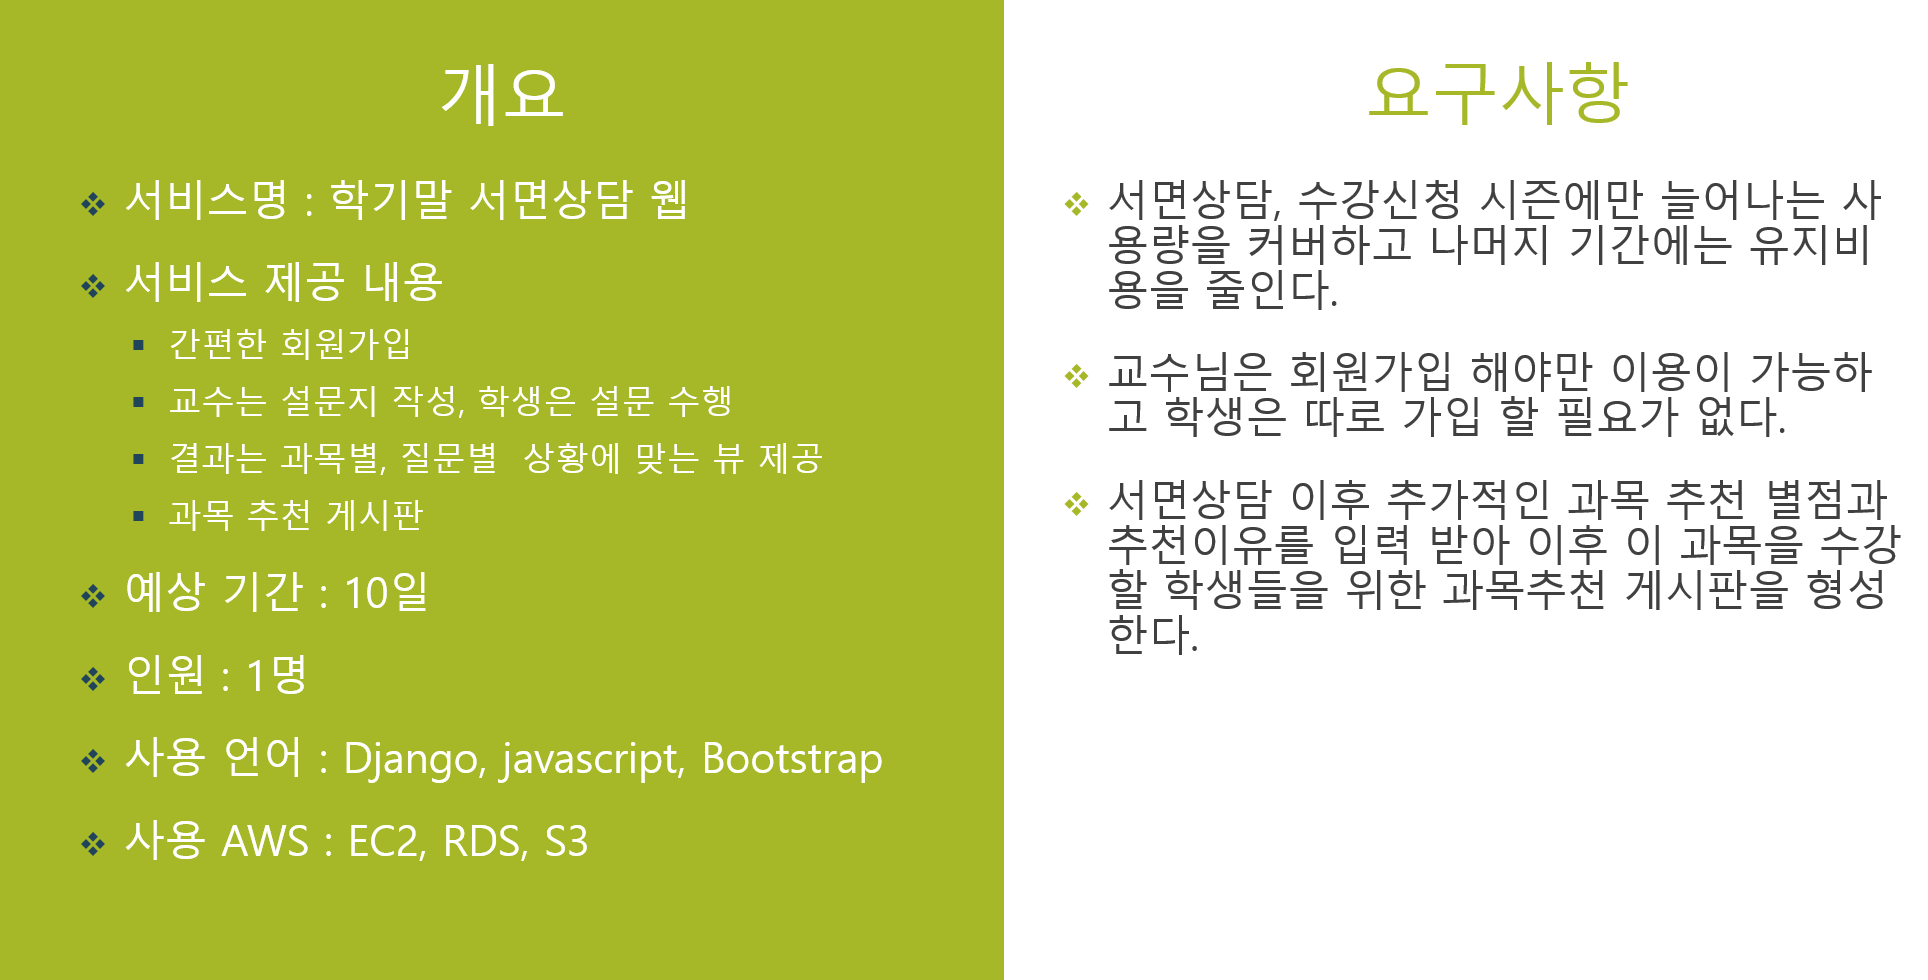 개요
❖ 서비스명 : 학기말 서면상담 웹
❖ 서비스 제공 내용
▪ 간편한 회원가입
▪ 교수는 설문지 작성, 학생은 설문 수행
▪ 결과는 과목별, 질문별  상황에 맞는 뷰 제공
▪ 과목 추천 게시판
❖ 예상 기간 : 10일
❖ 인원 : 1명
❖ 사용 언어 : Django, javascript, Bootstrap
❖ 사용 AWS : EC2, RDS, S3
요구사항
❖ 서면상담, 수강신청 시즌에만 늘어나는 사
용량을 커버하고 나머지 기간에는 유지비
용을 줄인다.
❖ 교수님은 회원가입 해야만 이용이 가능하
고 학생은 따로 가입 할 필요가 없다.
❖ 서면상담 이후 추가적인 과목 추천 별점과
추천이유를 입력 받아 이후 이 과목을 수강
할 학생들을 위한 과목추천 게시판을 형성
한다.